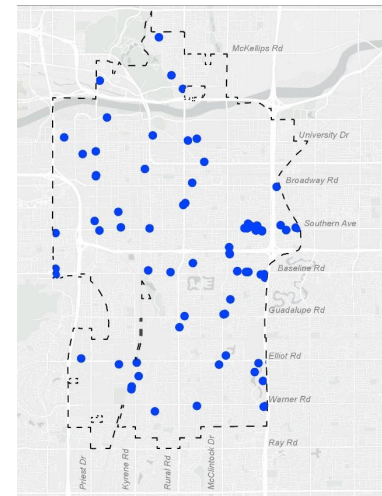 McKellips Rd
University Dr
Broadway Rd
Southern Ave
Baseline Rd
Guadalupe Rd
Elliot Rd
Warner Rd
Ray Rd
Priest Dr
Kyrene Rd
Rural Rd
McClintock Dr